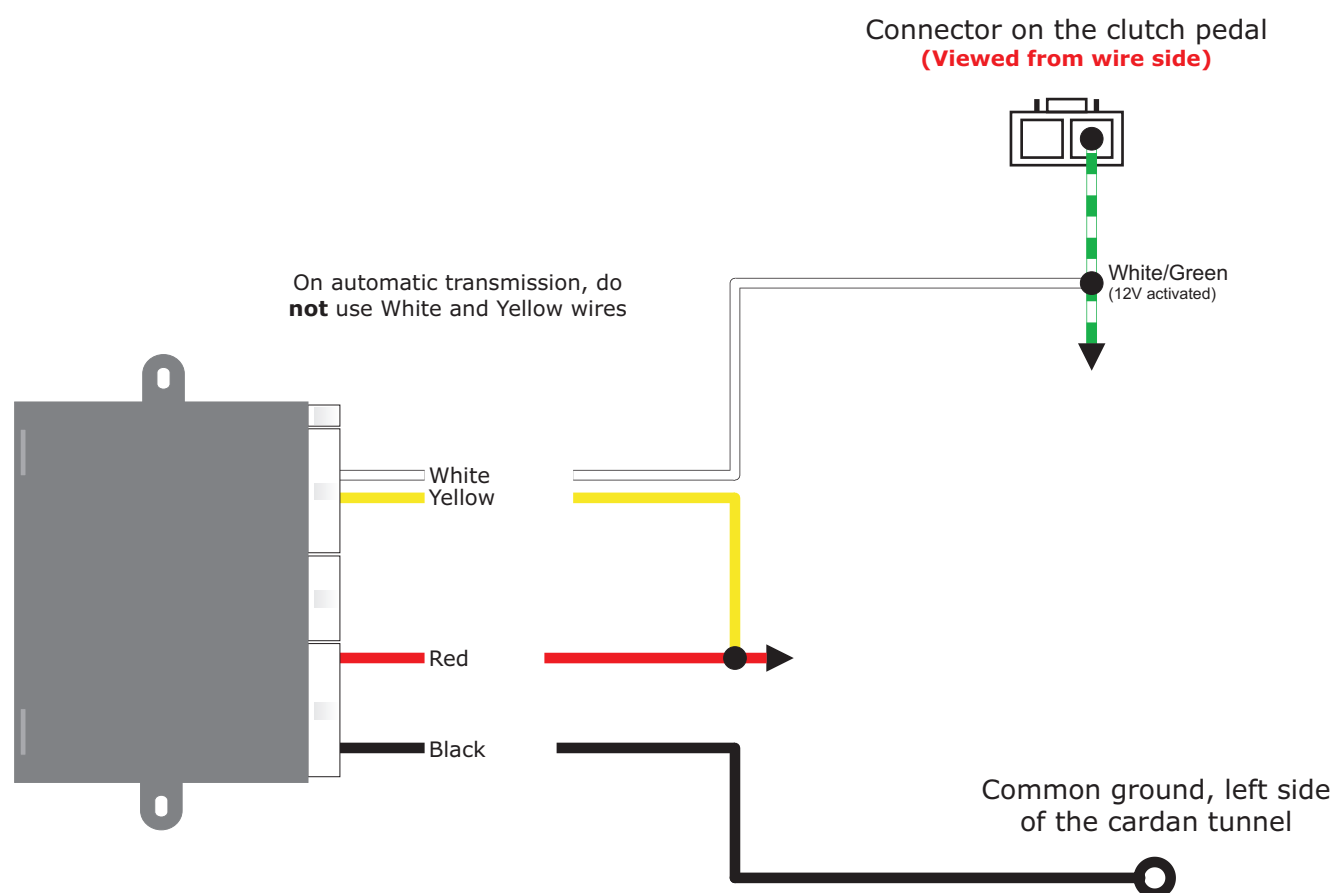 Connector on the clutch pedal
(Viewed from wire side)
White/Green
(12V activated)
On automatic transmission, do
not use White and Yellow wires
White
Yellow
Red
Black
Common ground, left side
of the cardan tunnel